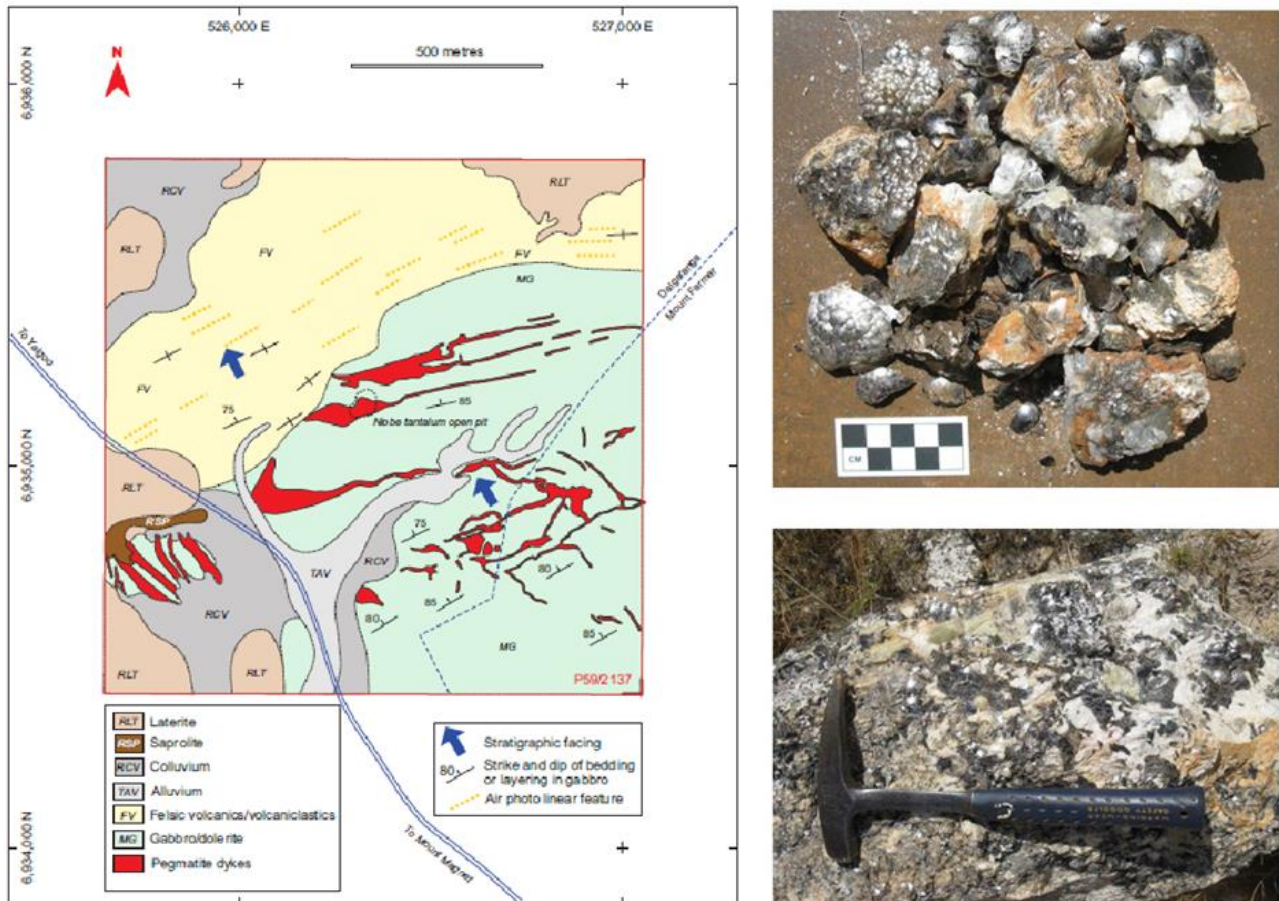 526,000 E
527,000 E
500 metres
N
6,936,000 N
6,935,000 N
6,934,000 N
RCV
RLT
RLT
FV
FV
MG
Dalgaranga
Mount Farmer
To Yalgoo
FV
75
85
Niobe tantalum open pit
RLT
RSP
75
RCV
TAV
80
RCV
85
80
85
RLT
RLT
MG
P59/2137
To Mount Magnet
RLT Laterite
RSP Saprolite
RCV Colluvium
TAV Alluvium
FV Felsic volcanics/volcaniclastics
MG Gabbro/dolerite
Pegmatite dykes
Stratigraphic facing
80 Strike and dip of bedding
or layering in gabbro
Air photo linear feature
CM